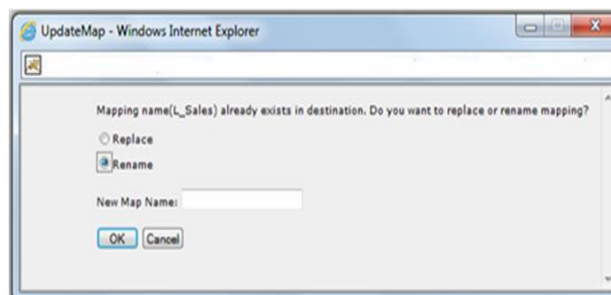 UpdateMap - Windows Internet Explorer
Mapping name(L_Sales) already exists in destination. Do you want to replace or rename mapping?
Replace
Rename
New Map Name:
OK Cancel